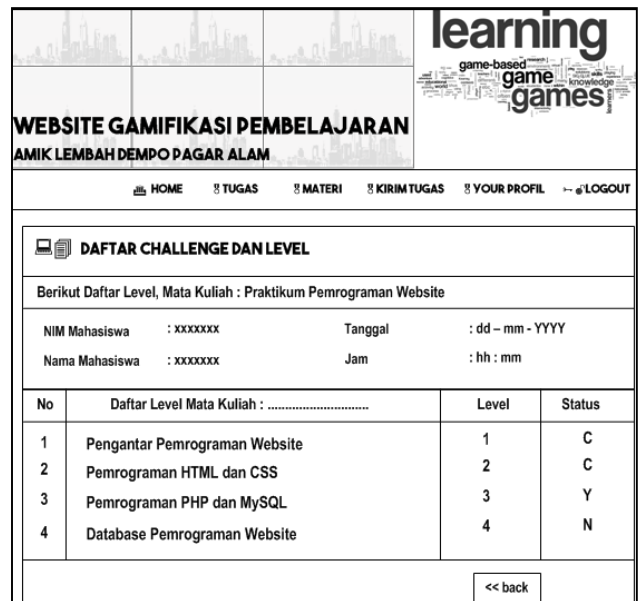 learning
game-based
research
game
skills
knowledge
games
learners
WEBSITE GAMIFIKASI PEMBELAJARAN
AMIK LEMBAH DEMPO PAGAR ALAM
HOME TUGAS MATERI KIRIM TUGAS YOUR PROFIL LOGOUT
DAFTAR CHALLENGE DAN LEVEL
Berikut Daftar Level, Mata Kuliah : Praktikum Pemrograman Website
NIM Mahasiswa : xxxxxxx Tanggal : dd – mm - YYYY
Nama Mahasiswa : xxxxxxx Jam : hh : mm
No Daftar Level Mata Kuliah : ............................. Level Status
1 Pengantar Pemrograman Website 1 C
2 Pemrograman HTML dan CSS 2 C
3 Pemrograman PHP dan MySQL 3 Y
4 Database Pemrograman Website 4 N
<< back